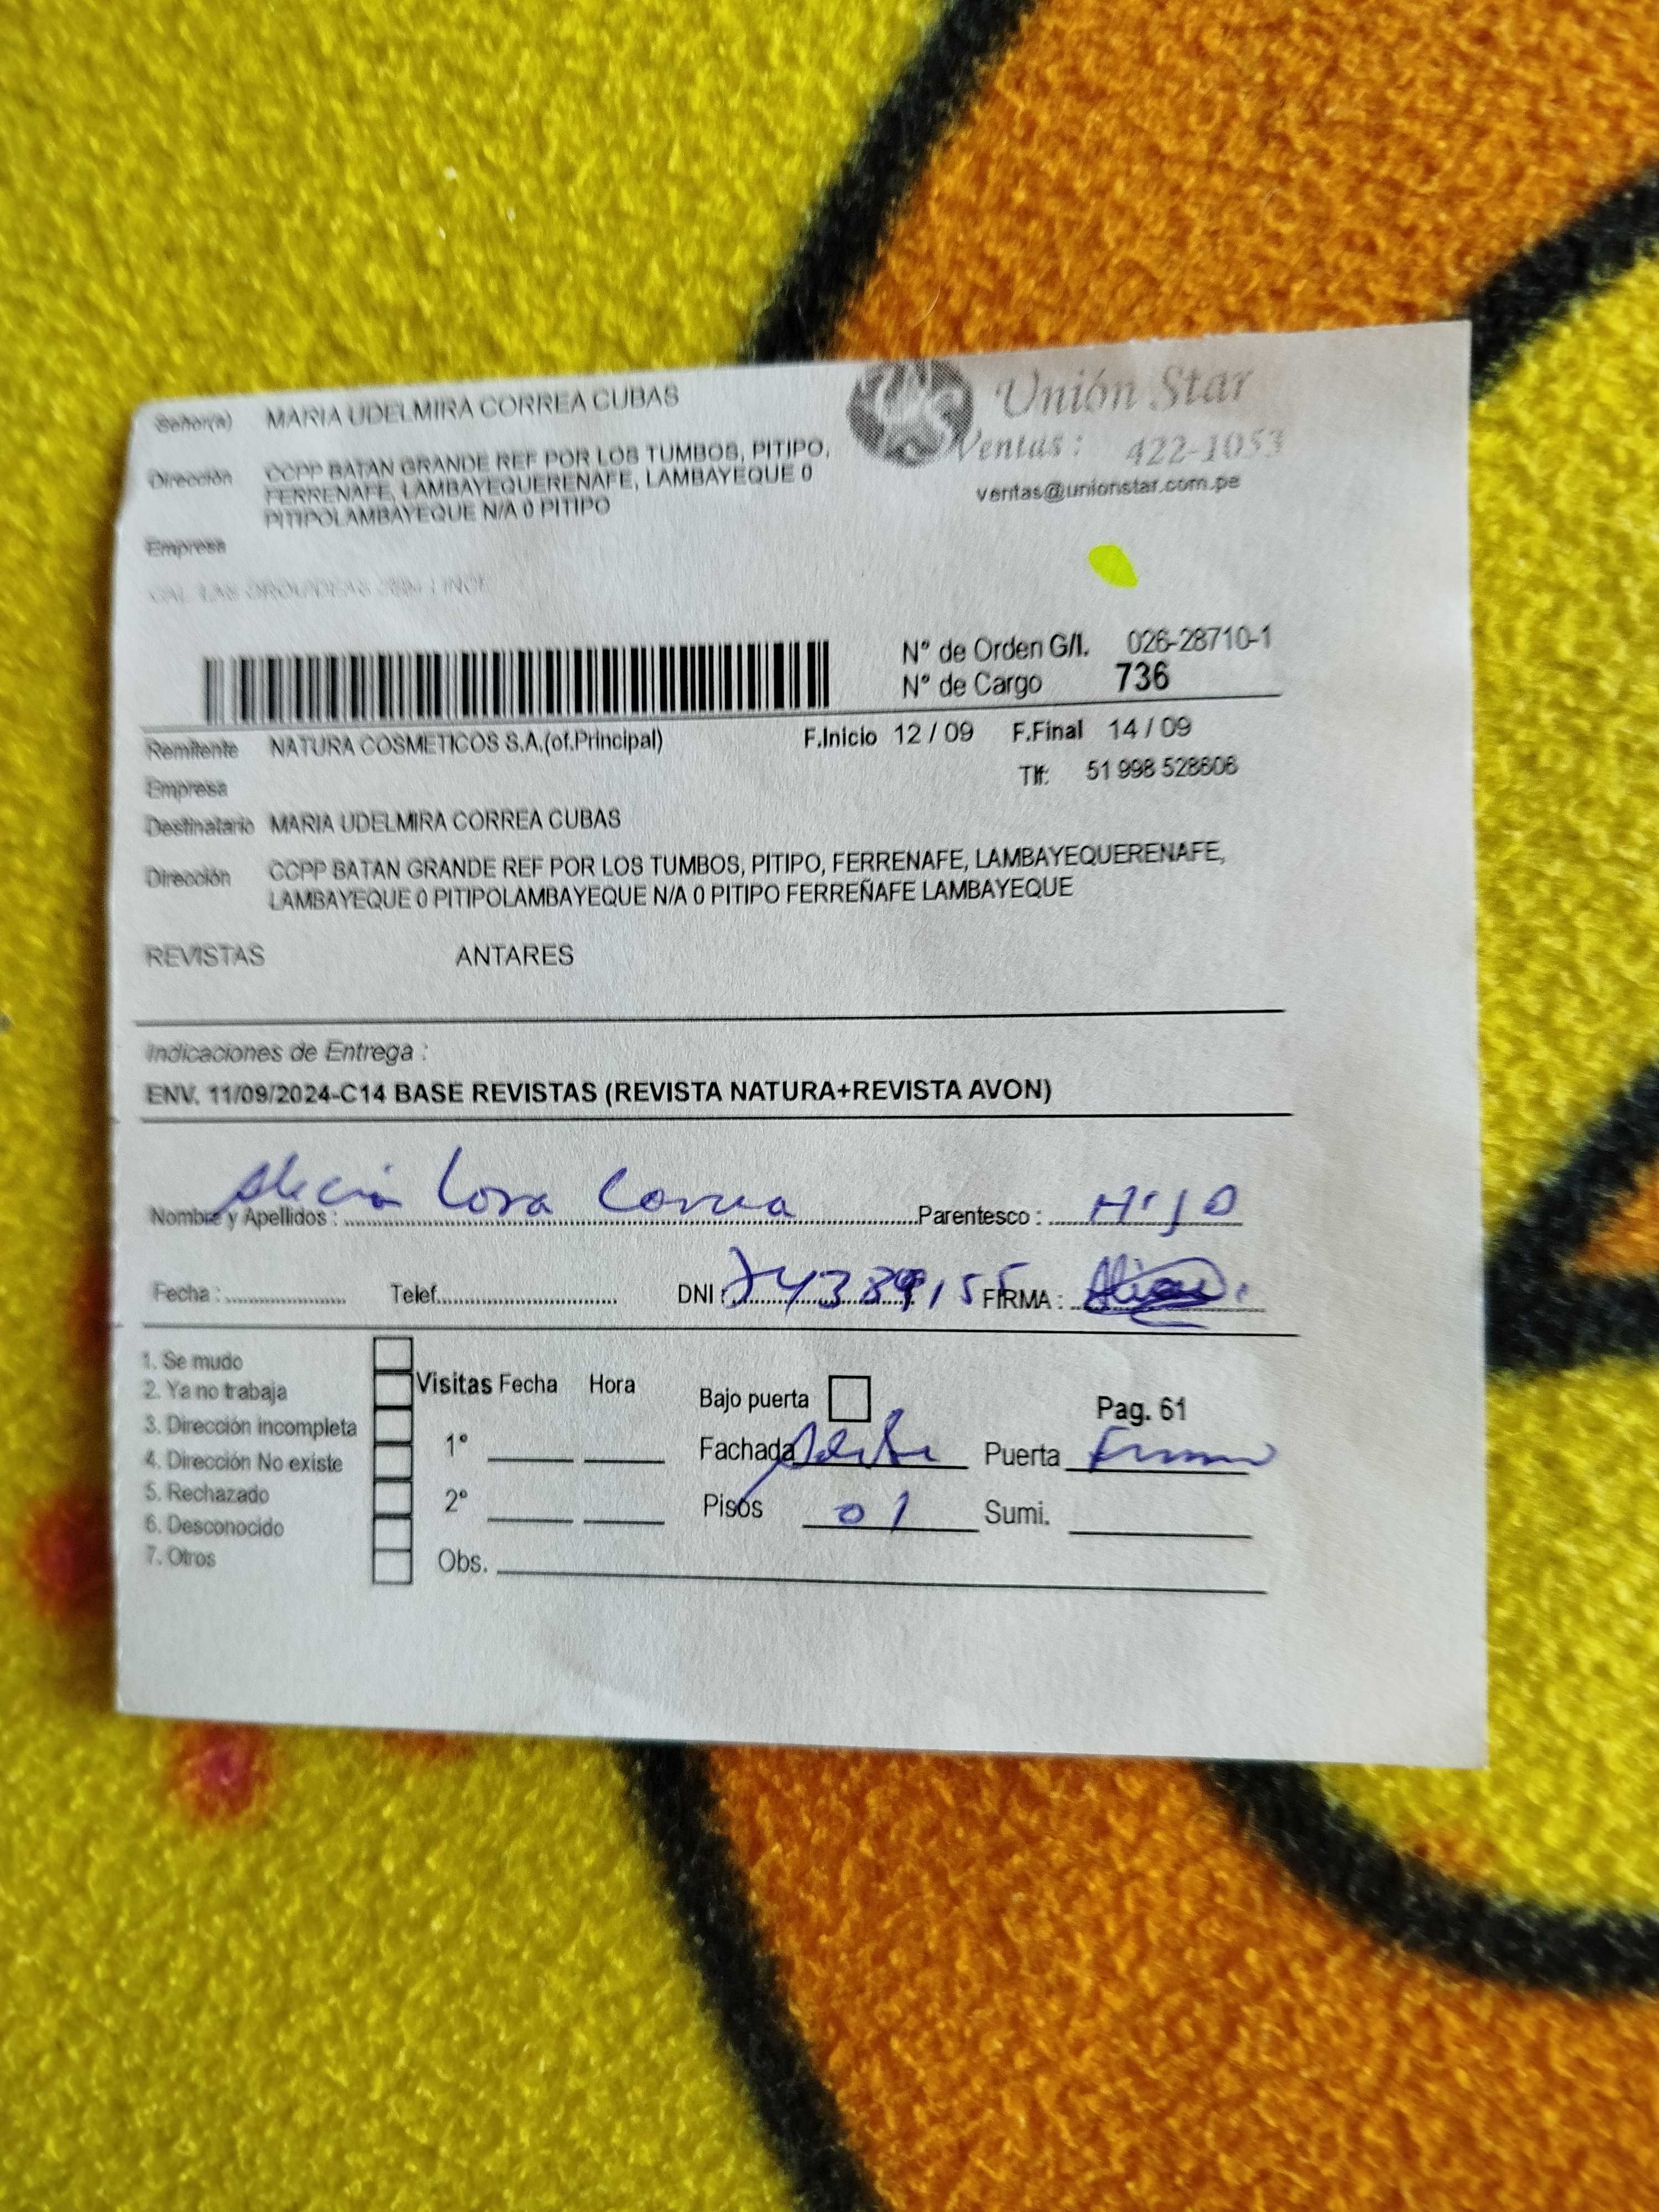 Señor(a) MARIA UDELMIRA CORREA CUBAS
Unión Star
Ventas: 422-1053
ventas@unionstar.com.pe
Dirección CCPP BATAN GRANDE REF POR LOS TUMBOS, PITIPO,
FERRENAFE, LAMBAYEQUERENAFE, LAMBAYEQUE 0
PITIPOLAMBAYEQUE N/A 0 PITIPO
Empresa
CAL. LAS ORQUIDEAS LINCE
N° de Orden G/I. 026-28710-1
N° de Cargo 736
Remitente NATURA COSMETICOS S.A.(of.Principal) F.Inicio 12 / 09 F.Final 14 / 09
Empresa Tlf: 51 998 528606
Destinatario MARIA UDELMIRA CORREA CUBAS
Dirección CCPP BATAN GRANDE REF POR LOS TUMBOS, PITIPO, FERRENAFE, LAMBAYEQUERENAFE,
LAMBAYEQUE 0 PITIPOLAMBAYEQUE N/A 0 PITIPO FERREÑAFE LAMBAYEQUE
REVISTAS ANTARES
Indicaciones de Entrega :
ENV. 11/09/2024-C14 BASE REVISTAS (REVISTA NATURA+REVISTA AVON)
Nombre y Apellidos : Correa Parentesco : Hijo
Fecha : Telef. DNI : FIRMA :
1. Se mudo
2. Ya no trabaja
3. Dirección incompleta
4. Dirección No existe
5. Rechazado
6. Desconocido
7. Otros
Visitas Fecha Hora
1°
2°
Obs.
Bajo puerta Pag. 61
Fachada Puerta
Pisos 01 Sumi.